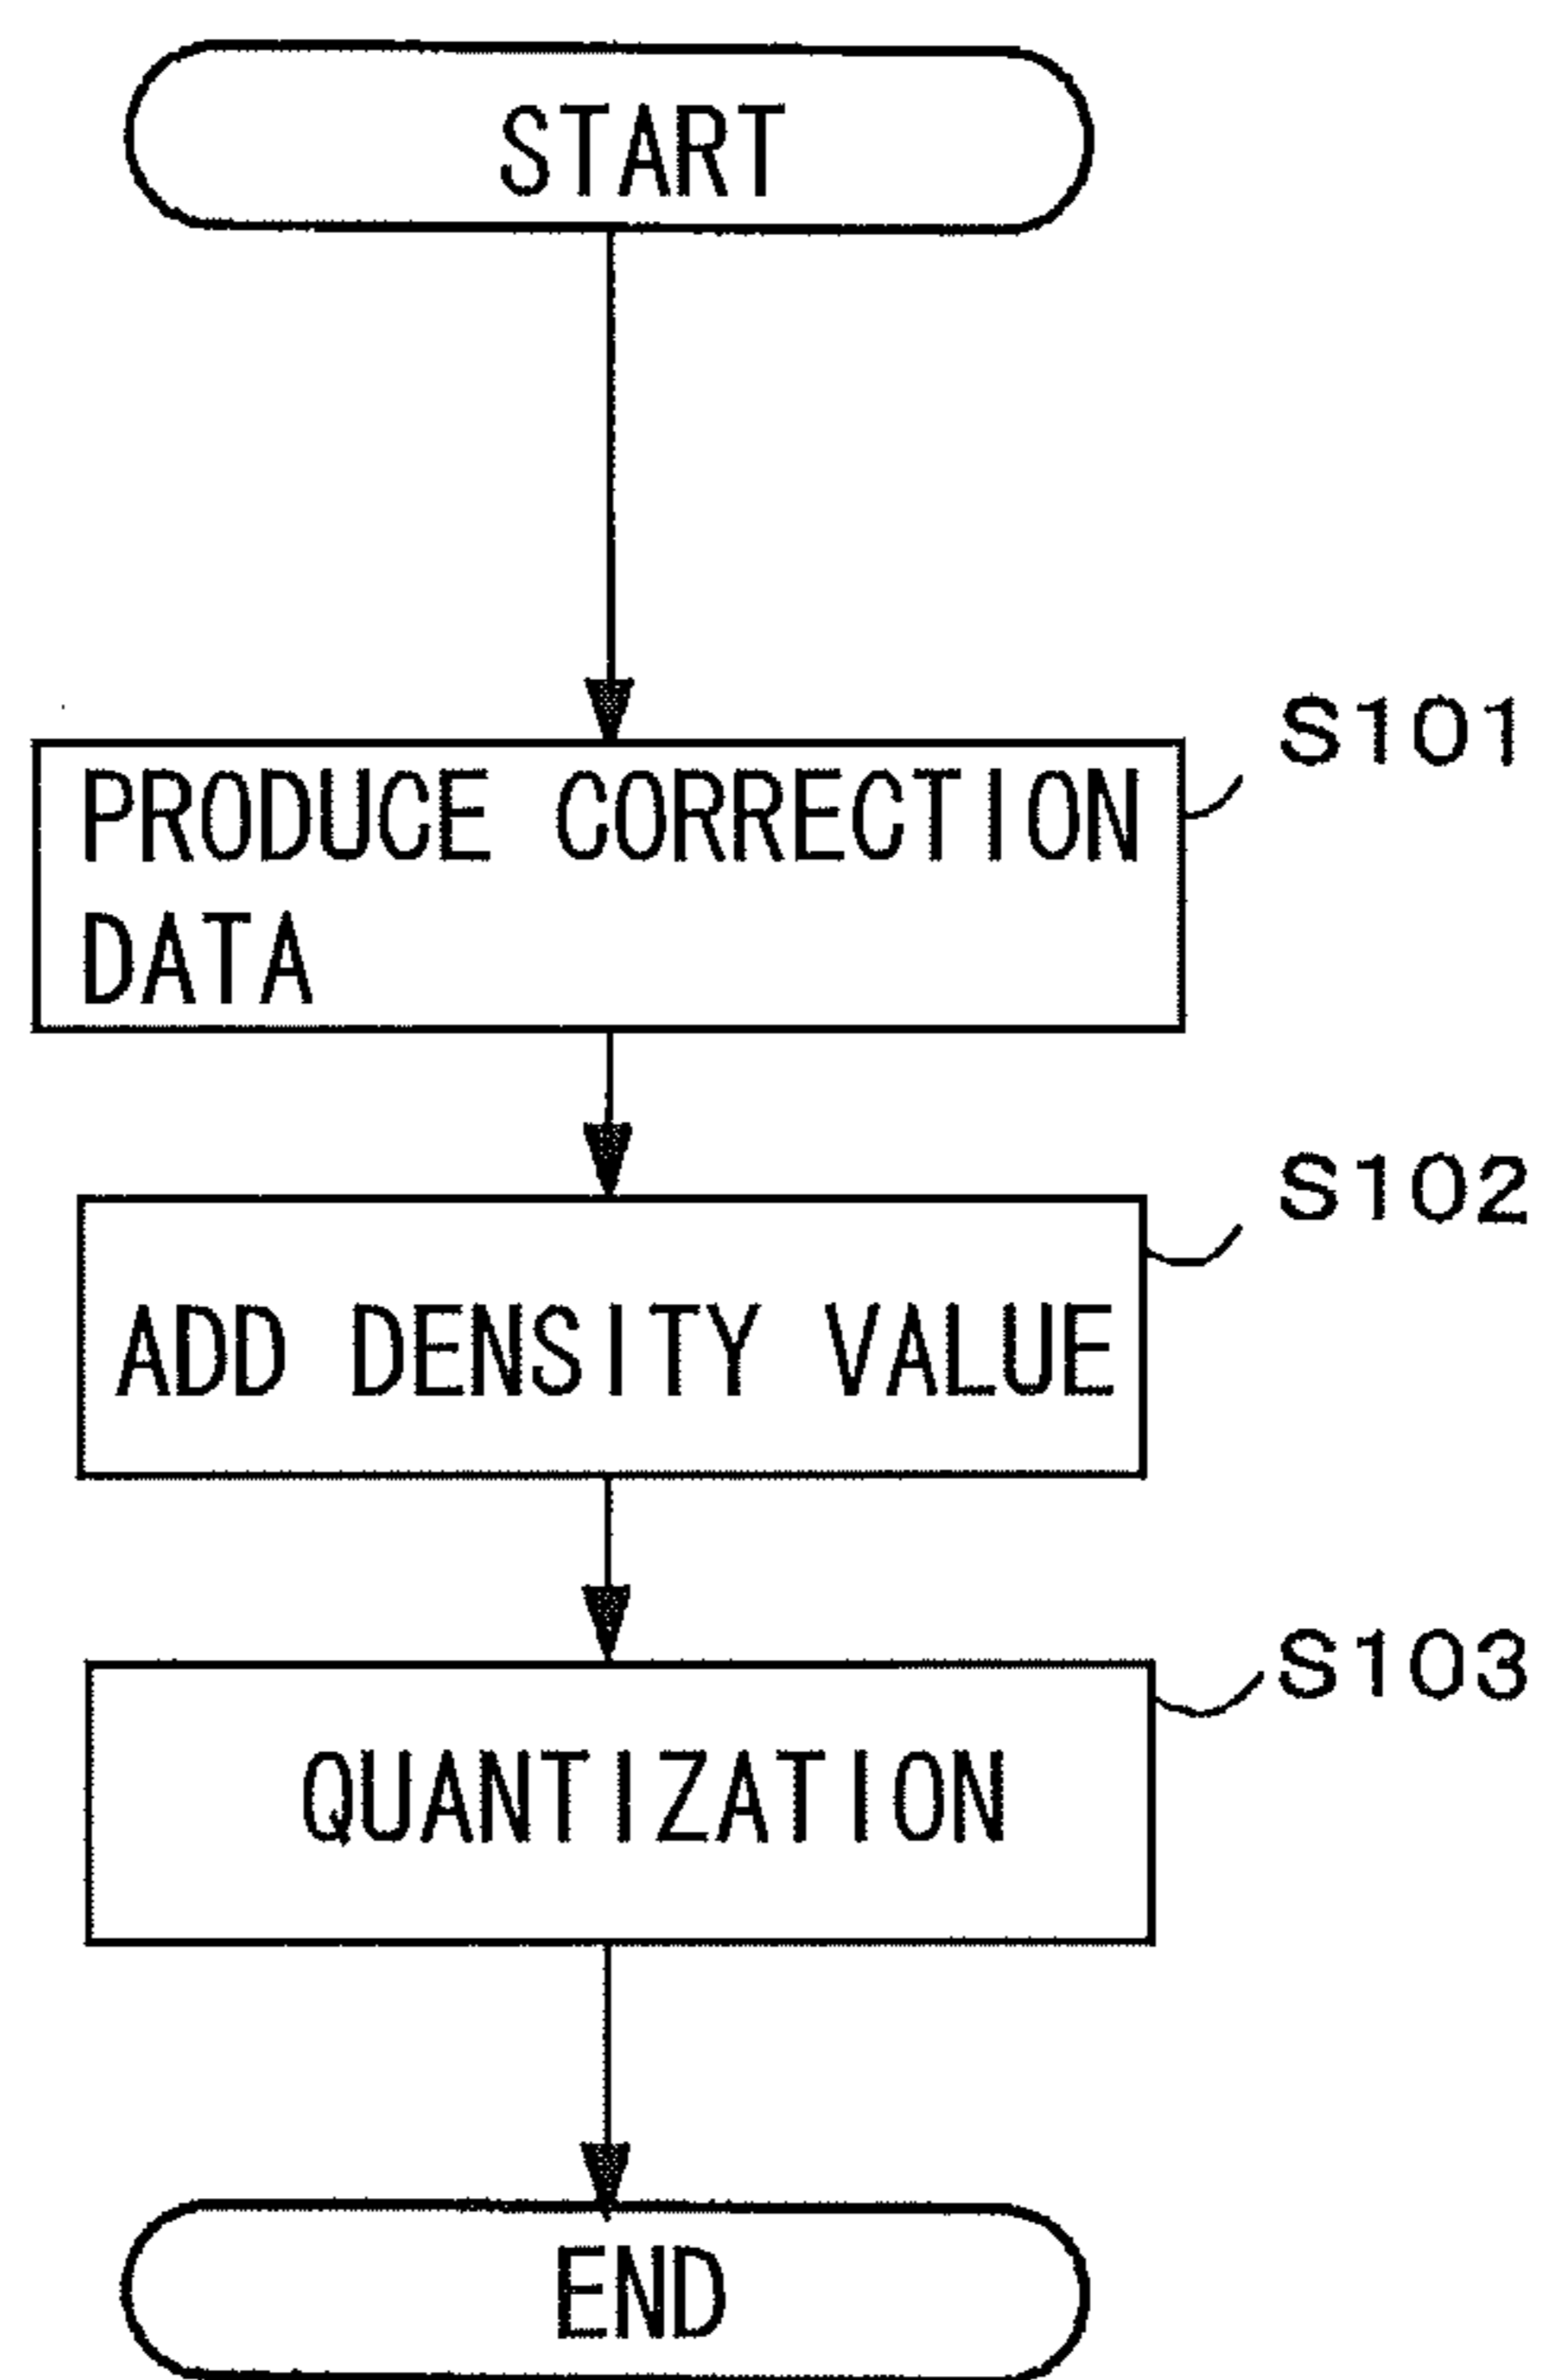 START
S101
PRODUCE CORRECTION
DATA
S102
ADD DENSITY VALUE
S103
QUANTIZATION
END